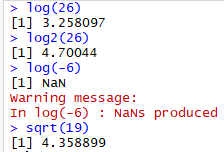 > log(26)
[1] 3.258097
> log2(26)
[1] 4.70044
> log(-6)
[1] NaN
Warning message:
In log(-6) : NaNs produced
> sqrt(19)
[1] 4.358899